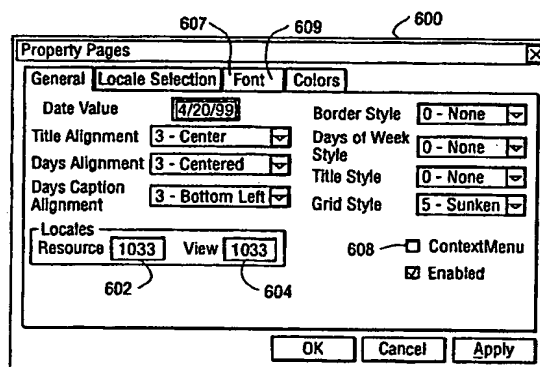 607 609 600
Property Pages
General Locale Selection Font Colors
Date Value 4/20/99
Title Alignment 3 - Center
Days Alignment 3 - Centered
Days Caption Alignment 3 - Bottom Left
Border Style 0 - None
Days of Week Style 0 - None
Title Style 0 - None
Grid Style 5 - Sunken
Locales
Resource 1033 View 1033
602 604
608 ContextMenu
Enabled
OK Cancel Apply